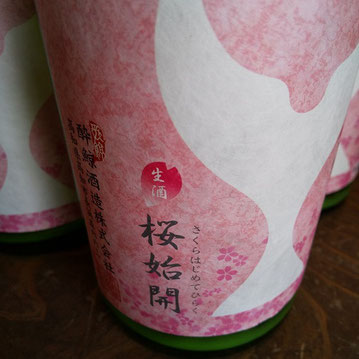 生酒
桜始開
さくらはじめてひらく
酔鯨酒造株式会社